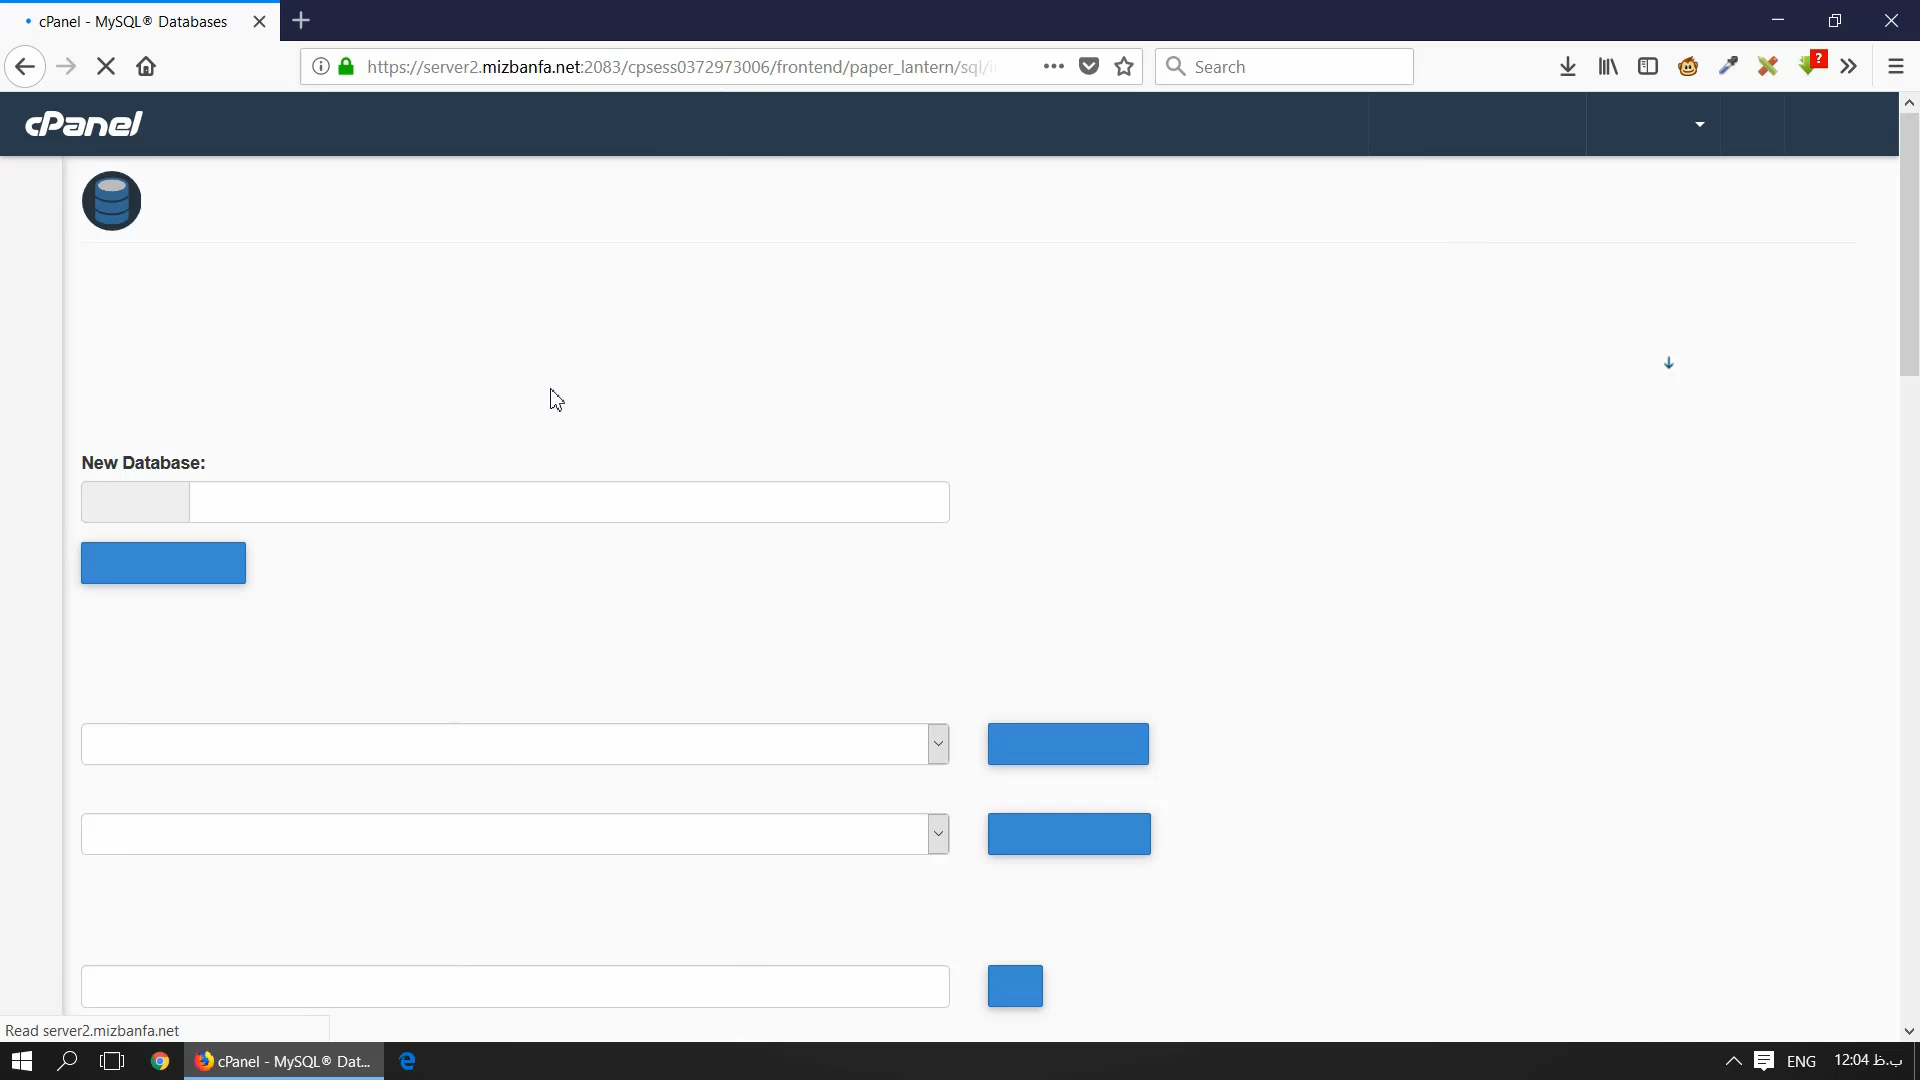 cPanel - MySQL® Databases
https://server2.mizbanfa.net:2083/cpsess0372973006/frontend/paper_lantern/sql/i
Search
?
cPanel
New Database:
Read server2.mizbanfa.net
cPanel - MySQL® Dat...
ENG
12:04 ب.ظ